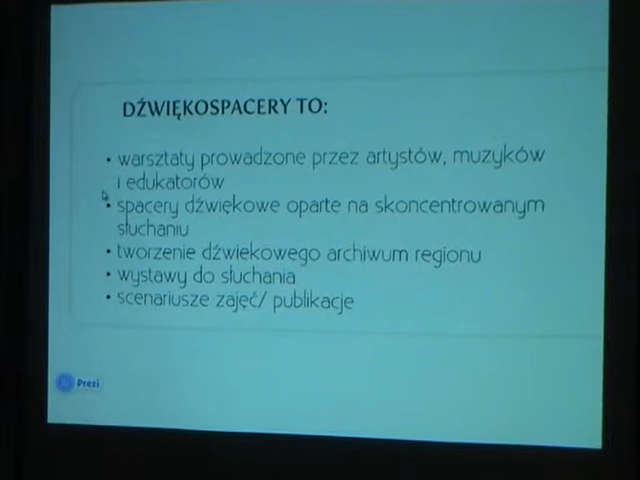 DŹWIĘKOSPACERY TO:
• warsztaty prowadzone przez artystów, muzyków
i edukatorów
• spacery dźwiękowe oparte na skoncentrowanym
słuchaniu
• tworzenie dźwiekowego archiwum regionu
• wystawy do słuchania
• scenariusze zajęć/ publikacje
Prezi